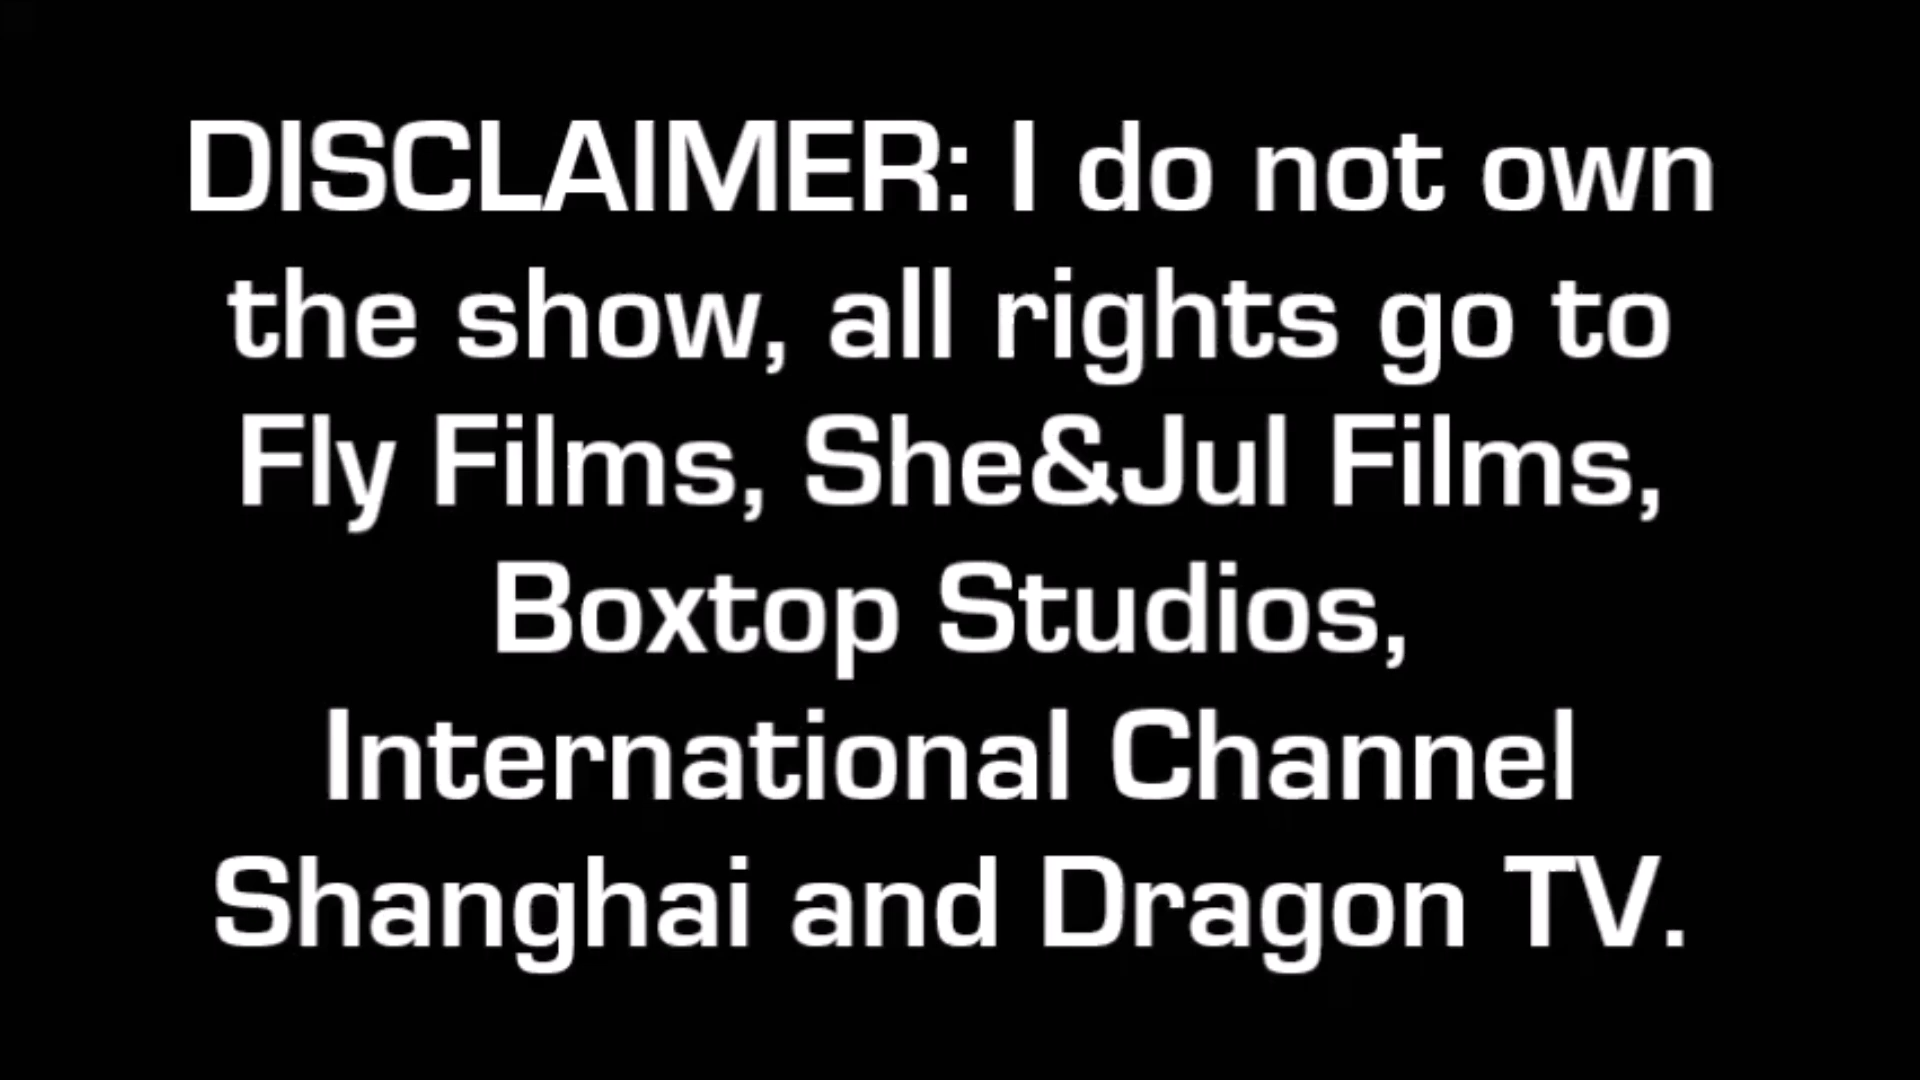 DISCLAIMER: I do not own
the show, all rights go to
Fly Films, She&Jul Films,
Boxtop Studios,
International Channel
Shanghai and Dragon TV.